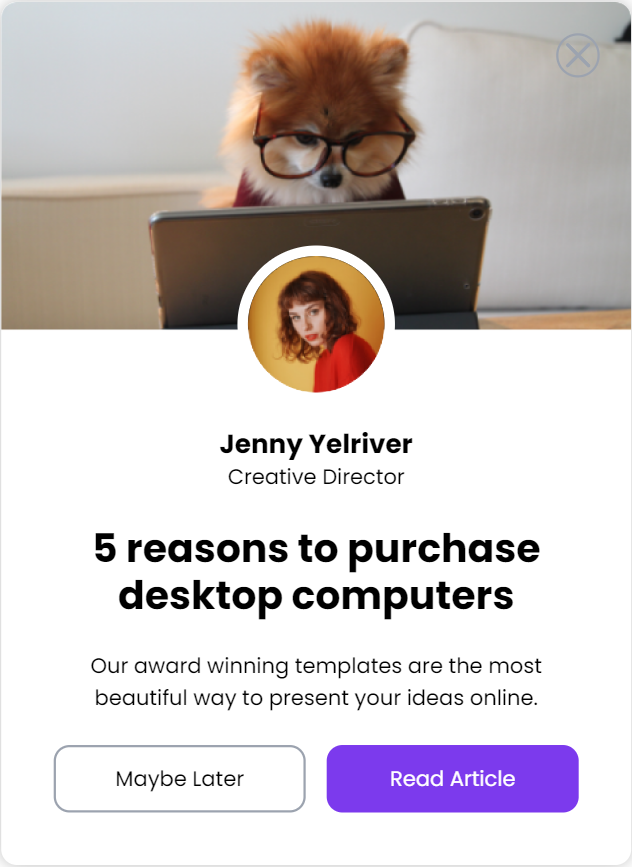 Jenny Yelriver
Creative Director
5 reasons to purchase
desktop computers
Our award winning templates are the most
beautiful way to present your ideas online.
Maybe Later
Read Article